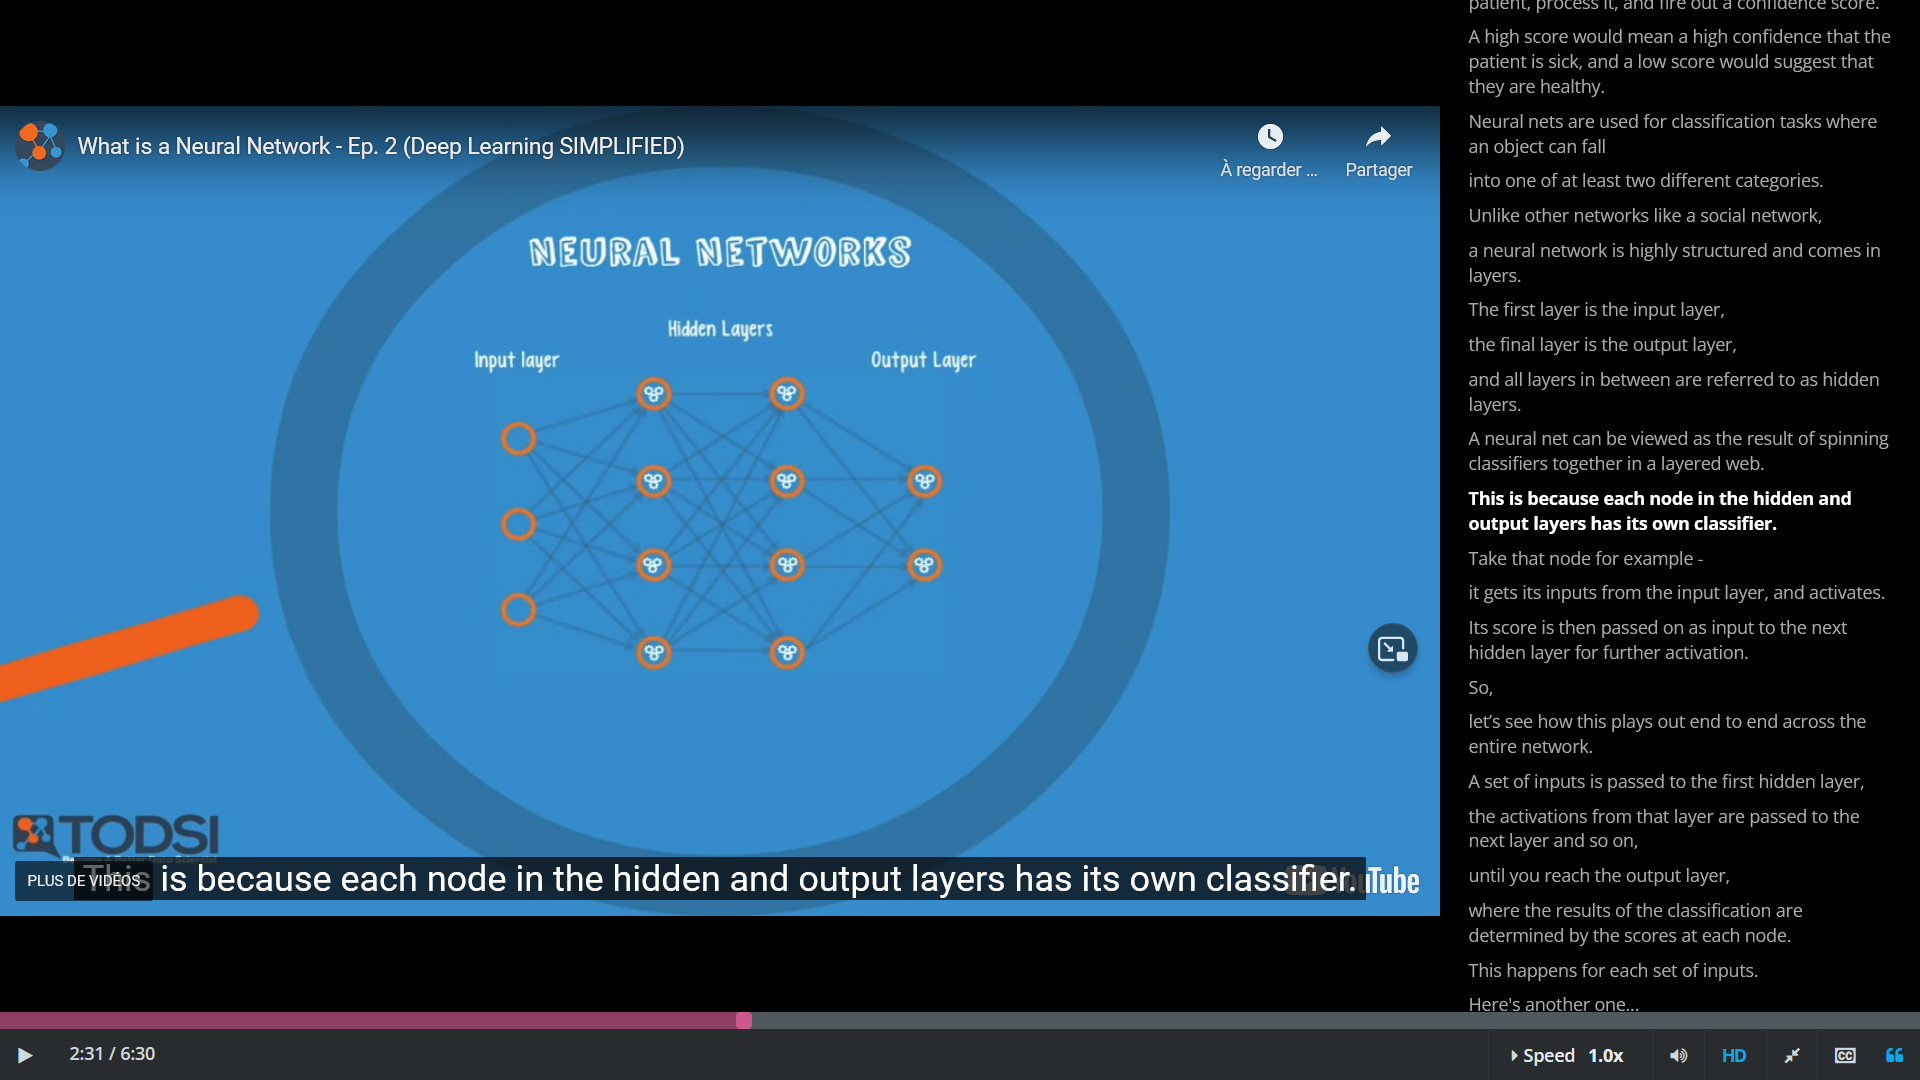 What is a Neural Network - Ep. 2 (Deep Learning SIMPLIFIED)
À regarder ...
Partager
NEURAL NETWORKS
Hidden Layers
Input layer
Output Layer
TODSI
PLUS DE VIDÉOS
This is because each node in the hidden and output layers has its own classifier.
YouTube
patient, process it, and fire out a confidence score.
A high score would mean a high confidence that the
patient is sick, and a low score would suggest that
they are healthy.
Neural nets are used for classification tasks where
an object can fall
into one of at least two different categories.
Unlike other networks like a social network,
a neural network is highly structured and comes in
layers.
The first layer is the input layer,
the final layer is the output layer,
and all layers in between are referred to as hidden
layers.
A neural net can be viewed as the result of spinning
classifiers together in a layered web.
This is because each node in the hidden and
output layers has its own classifier.
Take that node for example -
it gets its inputs from the input layer, and activates.
Its score is then passed on as input to the next
hidden layer for further activation.
So,
let's see how this plays out end to end across the
entire network.
A set of inputs is passed to the first hidden layer,
the activations from that layer are passed to the
next layer and so on,
until you reach the output layer,
where the results of the classification are
determined by the scores at each node.
This happens for each set of inputs.
Here's another one...
2:31 / 6:30
Speed 1.0x
HD
CC